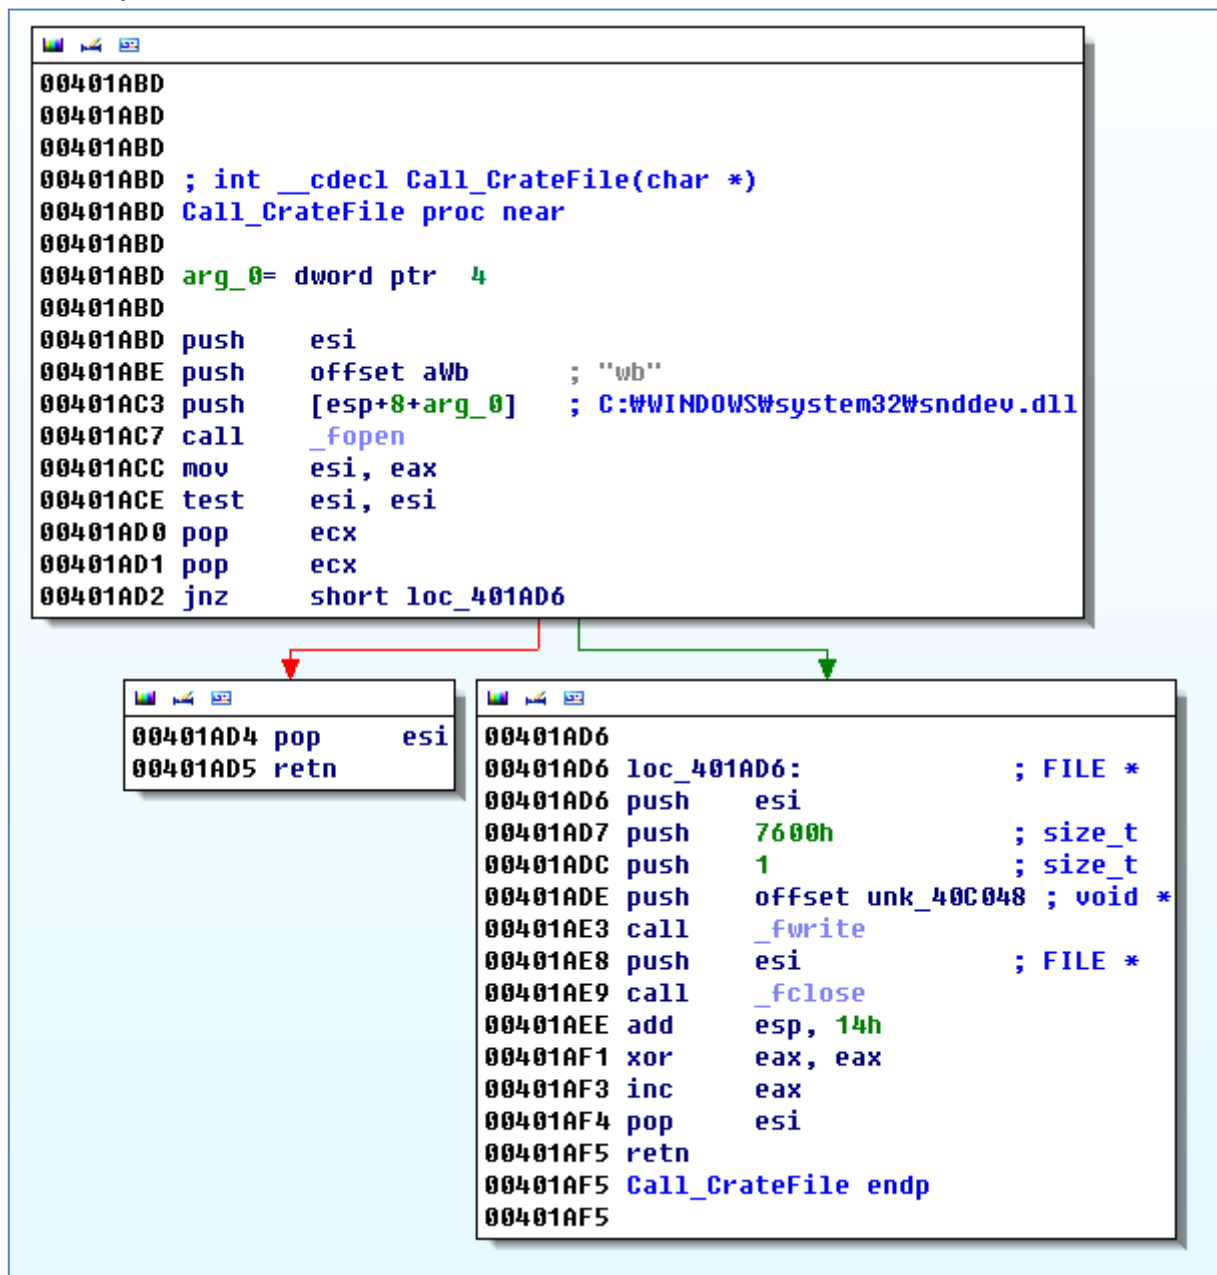 00401ABD
00401ABD
00401ABD
00401ABD ; int __cdecl Call_CrateFile(char *)
00401ABD Call_CrateFile proc near
00401ABD
00401ABD arg_0= dword ptr  4
00401ABD
00401ABD push    esi
00401ABE push    offset aWb      ; "wb"
00401AC3 push    [esp+8+arg_0]   ; C:₩WINDOWS₩system32₩snddev.dll
00401AC7 call    _fopen
00401ACC mov     esi, eax
00401ACE test    esi, esi
00401AD0 pop     ecx
00401AD1 pop     ecx
00401AD2 jnz     short loc_401AD6
00401AD4 pop     esi
00401AD5 retn
00401AD6
00401AD6 loc_401AD6:             ; FILE *
00401AD6 push    esi
00401AD7 push    7600h           ; size_t
00401ADC push    1               ; size_t
00401ADE push    offset unk_40C048 ; void *
00401AE3 call    _fwrite
00401AE8 push    esi             ; FILE *
00401AE9 call    _fclose
00401AEE add     esp, 14h
00401AF1 xor     eax, eax
00401AF3 inc     eax
00401AF4 pop     esi
00401AF5 retn
00401AF5 Call_CrateFile endp
00401AF5